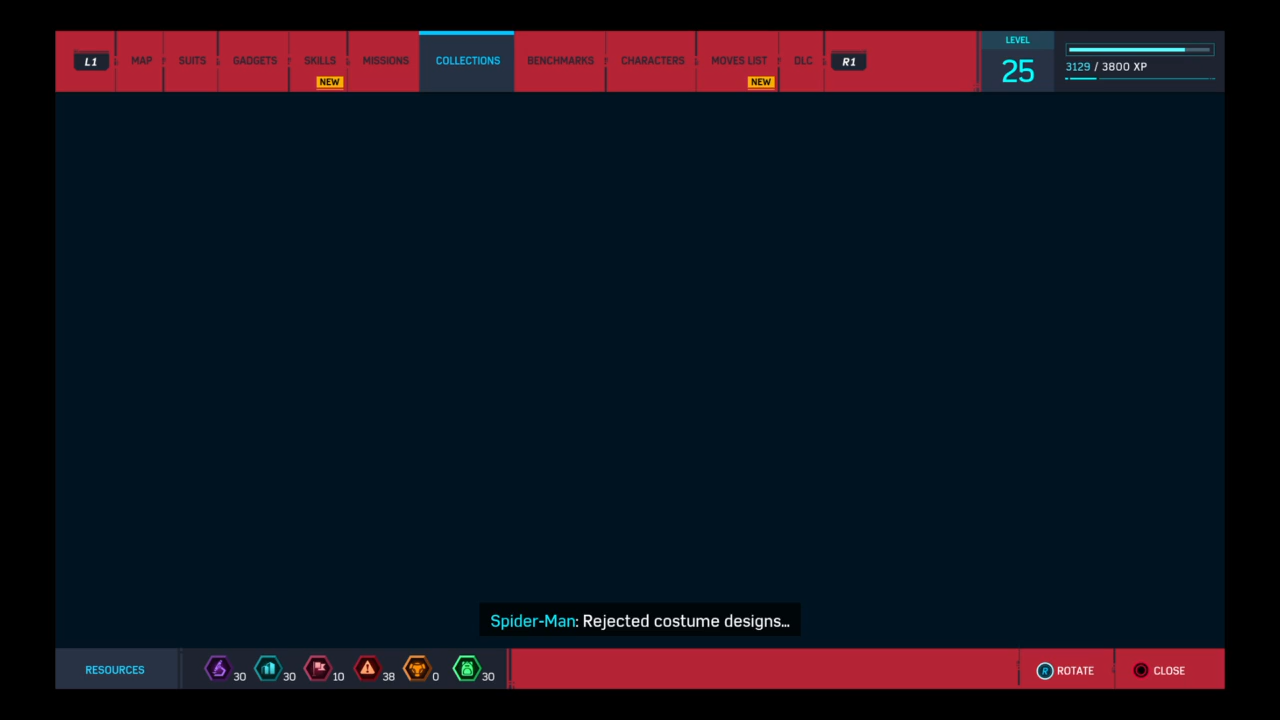 L1 MAP SUITS GADGETS SKILLS MISSIONS COLLECTIONS BENCHMARKS CHARACTERS MOVES LIST DLC R1
NEW NEW
LEVEL
25
3129 / 3800 XP
Spider-Man: Rejected costume designs...
RESOURCES 30 30 10 38 0 30 R ROTATE CLOSE